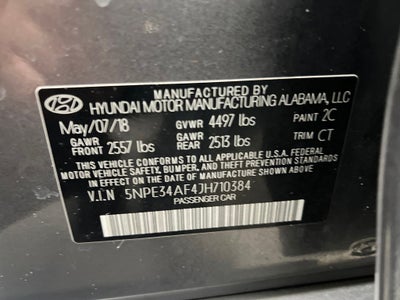 MANUFACTURED BY
HYUNDAI MOTOR MANUFACTURING ALABAMA, LLC
May/07/18 GVWR 4497 lbs PAINT 2C
GAWR FRONT 2557 lbs GAWR REAR 2513 lbs TRIM CT
THIS VEHICLE CONFORMS TO ALL APPLICABLE U.S.A. FEDERAL
MOTOR VEHICLE SAFETY, BUMPER, AND THEFT PREVENTION STANDARDS
IN EFFECT ON THE DATE OF MANUFACTURE SHOWN ABOVE.
V.I.N 5NPE34AF4JH710384
PASSENGER CAR